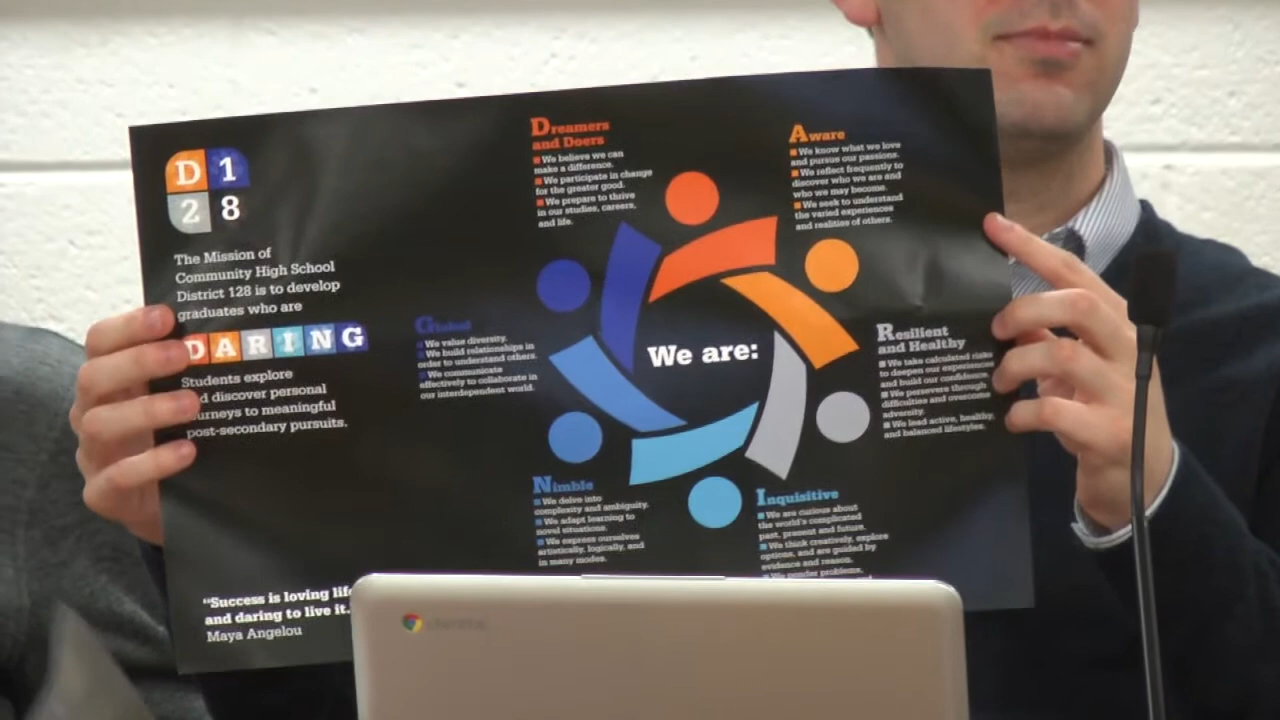 D 1
2 8
The Mission of
Community High School
District 128 is to develop
graduates who are
DARING
Students explore
d discover personal
urneys to meaningful
post-secondary pursuits.
"Success is loving life
and daring to live it.
Maya Angelou
Dreamers
and Doers
We believe we can
make a difference.
We participate in change
for the greater good.
We prepare to thrive
in our studies, careers,
and life.
Aware
We know what we love
and pursue our passions.
We reflect frequently to
discover who we are and
who we may become.
We seek to understand
the varied experiences
and realities of others.
Global
We value diversity.
We build relationships in
order to understand others.
We communicate
effectively to collaborate in
our interdependent world.
We are:
Resilient
and Healthy
We take calculated risks
to deepen our experiences
and build our confidence.
We persevere through
difficulties and overcome
adversity.
We lead active, healthy,
and balanced lifestyles.
Nimble
We delve into
complexity and ambiguity.
We adapt learning to
novel situations.
We express ourselves
artistically, logically, and
in many modes.
Inquisitive
We are curious about
the world's complicated
past, present and future.
We think creatively, explore
options, and are guided by
evidence and reason.
We ponder problems,
chrome